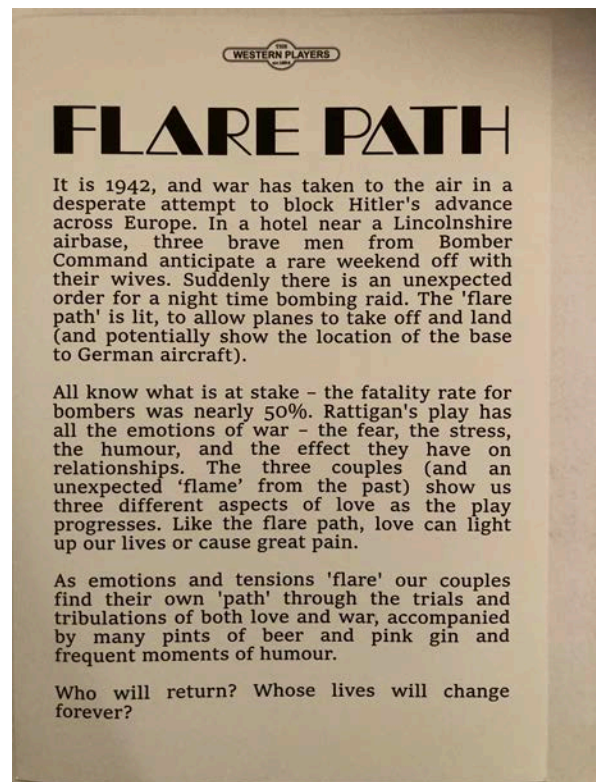 THE
WESTERN PLAYERS
FLARE PATH
It is 1942, and war has taken to the air in a
desperate attempt to block Hitler's advance
across Europe. In a hotel near a Lincolnshire
airbase, three brave men from Bomber
Command anticipate a rare weekend off with
their wives. Suddenly there is an unexpected
order for a night time bombing raid. The 'flare
path' is lit, to allow planes to take off and land
(and potentially show the location of the base
to German aircraft).
All know what is at stake – the fatality rate for
bombers was nearly 50%. Rattigan's play has
all the emotions of war – the fear, the stress,
the humour, and the effect they have on
relationships. The three couples (and an
unexpected ‘flame’ from the past) show us
three different aspects of love as the play
progresses. Like the flare path, love can light
up our lives or cause great pain.
As emotions and tensions 'flare' our couples
find their own 'path' through the trials and
tribulations of both love and war, accompanied
by many pints of beer and pink gin and
frequent moments of humour.
Who will return? Whose lives will change
forever?